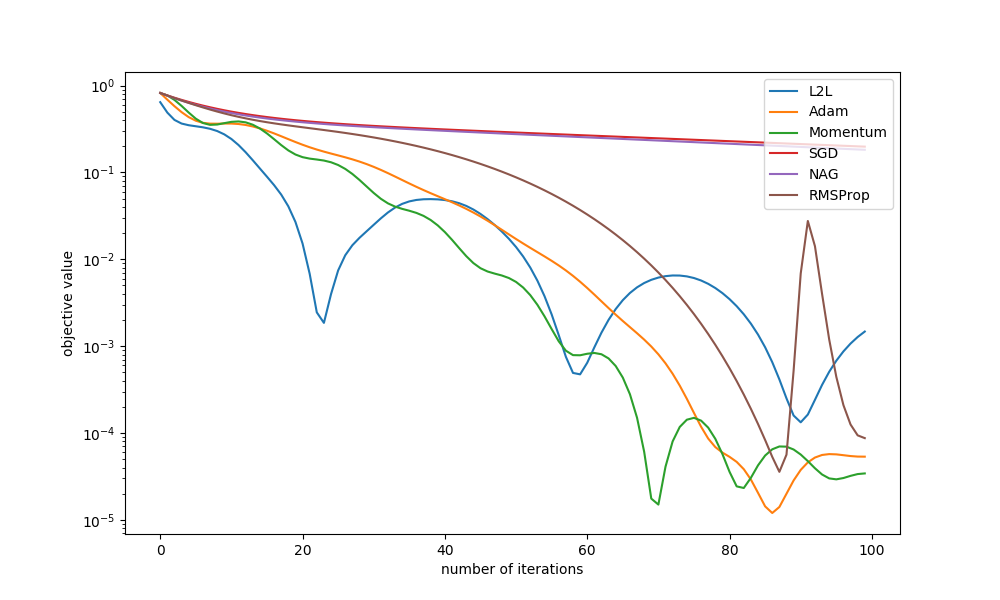 10⁰
10⁻¹
10⁻²
10⁻³
10⁻⁴
10⁻⁵
objective value
0 20 40 60 80 100
number of iterations
L2L
Adam
Momentum
SGD
NAG
RMSProp